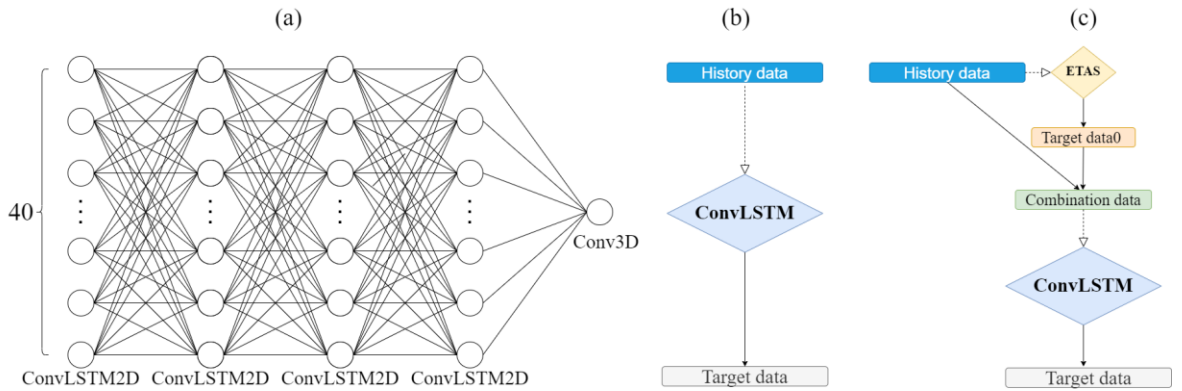 (a)
40
ConvLSTM2D
ConvLSTM2D
ConvLSTM2D
ConvLSTM2D
Conv3D
(b)
History data
ConvLSTM
Target data
(c)
History data
ETAS
Target data0
Combination data
ConvLSTM
Target data